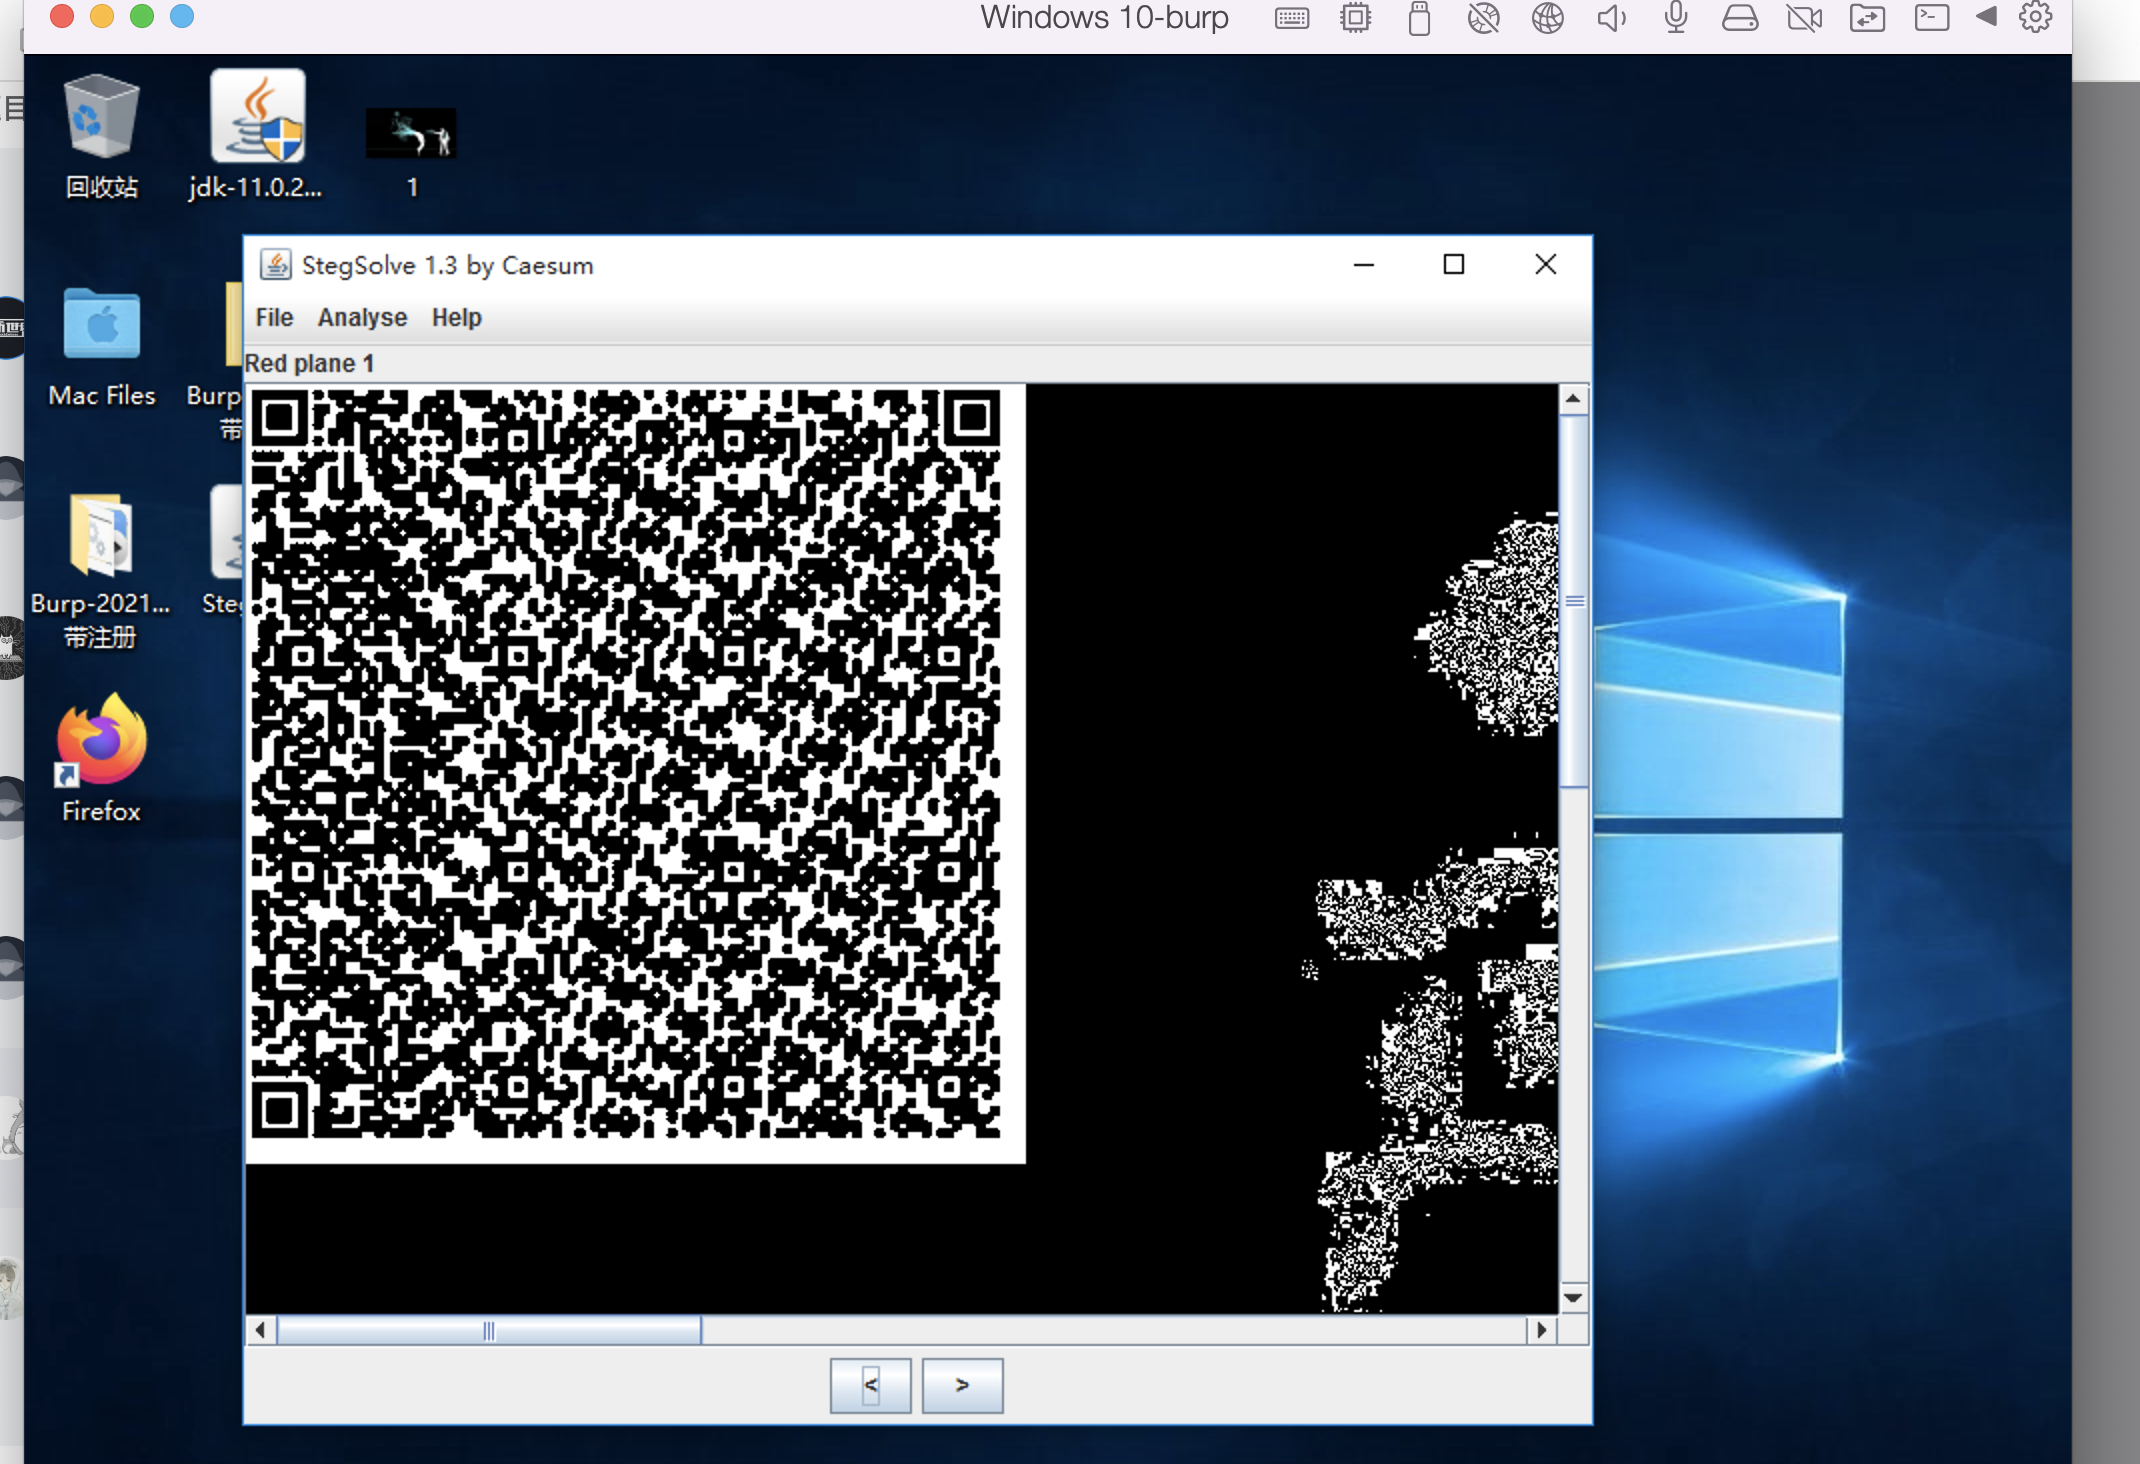 Windows 10-burp
回收站
jdk-11.0.2...
1
StegSolve 1.3 by Caesum
File Analyse Help
Red plane 1
Mac Files
Burp
带
Burp-2021...
带注册
Ste
Firefox
<
>